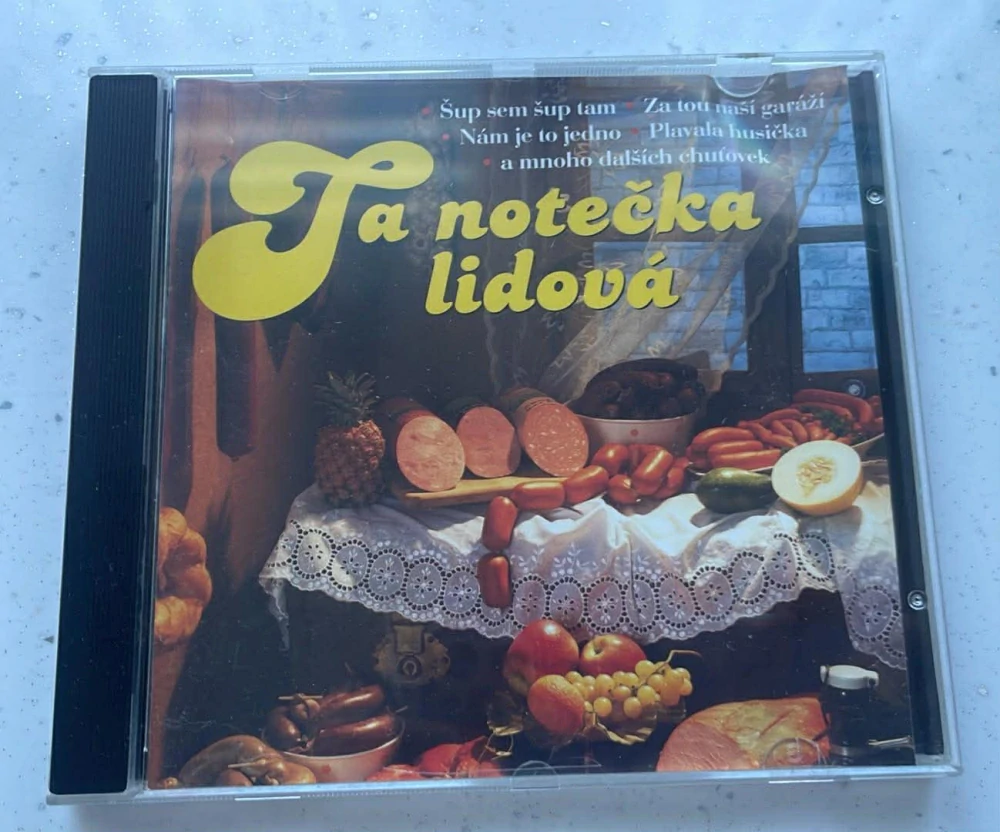 • Šup sem šup tam • Za tou naší garáží
• Nám je to jedno • Plavala husička
• a mnoho dalších chuťovek
Ta notečka
lidová